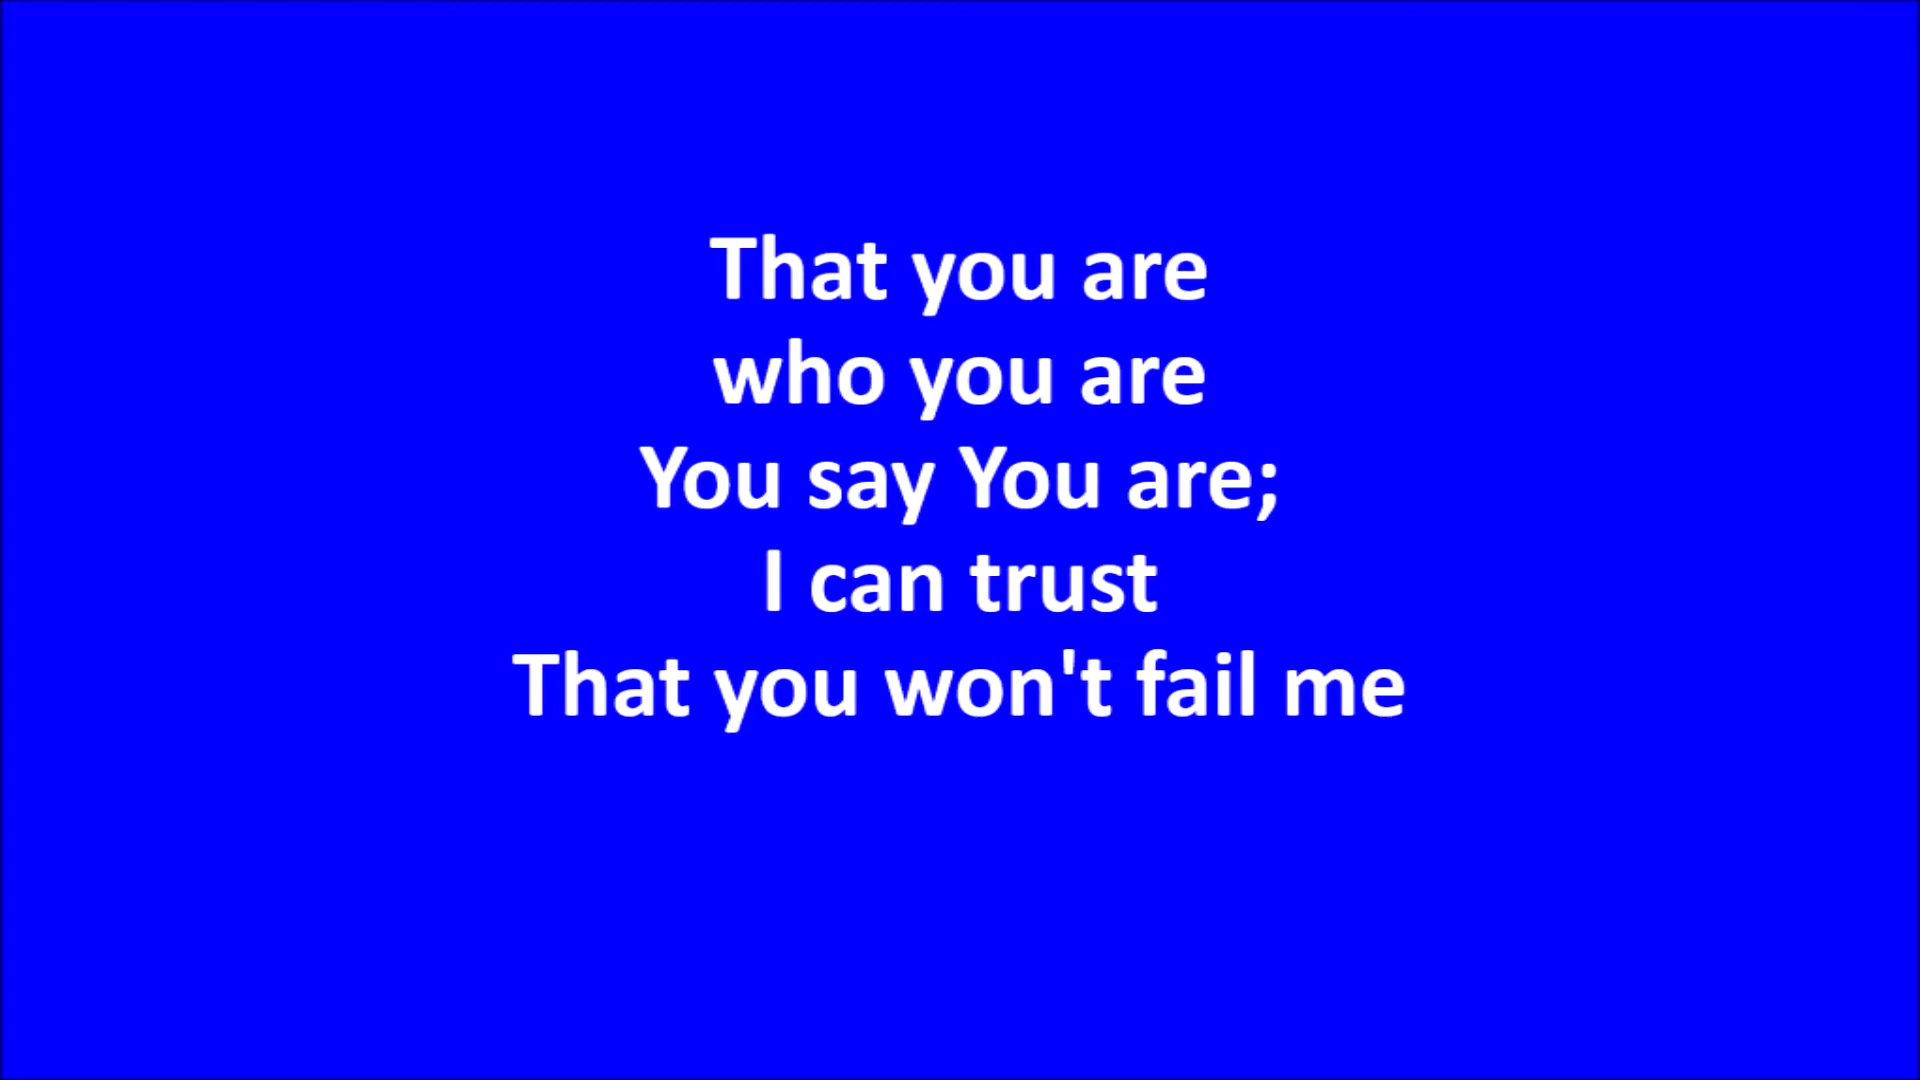 That you are
who you are
You say You are;
I can trust
That you won't fail me